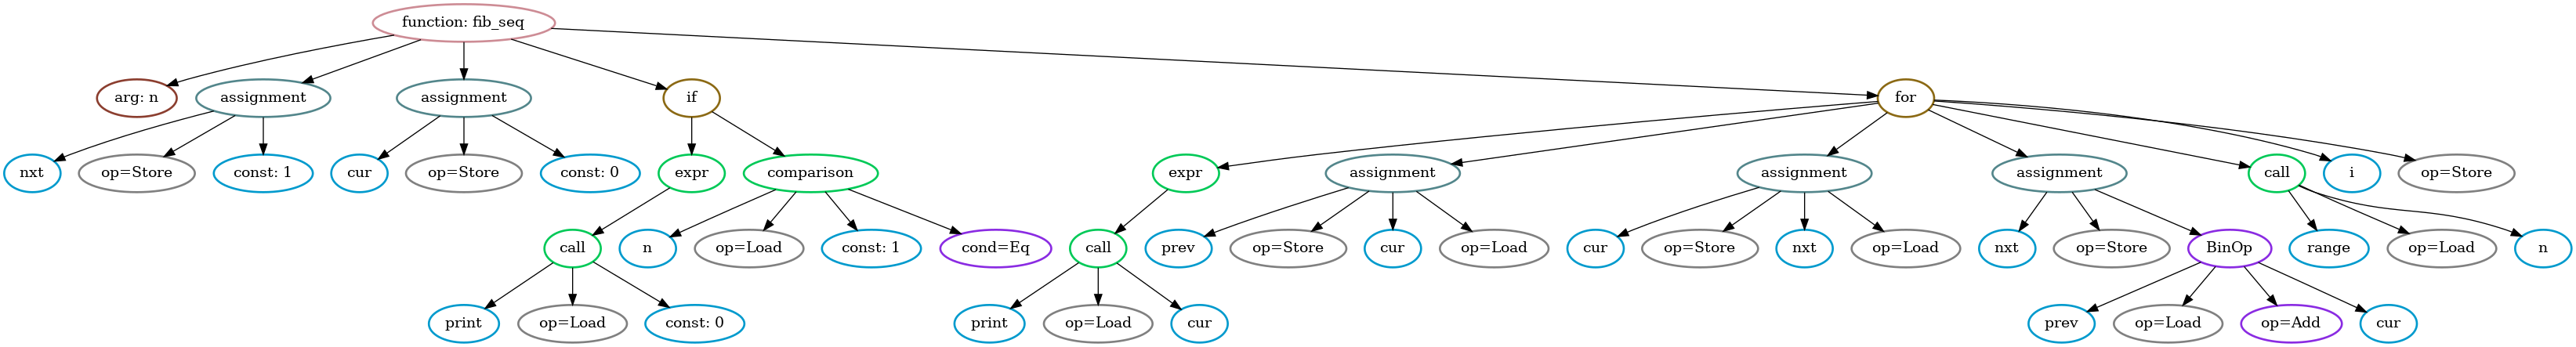 function: fib_seq
arg: n
assignment
assignment
if
for
nxt
op=Store
const: 1
cur
op=Store
const: 0
expr
comparison
expr
assignment
assignment
assignment
call
i
op=Store
call
n
op=Load
const: 1
cond=Eq
call
prev
op=Store
cur
op=Load
cur
op=Store
nxt
op=Load
nxt
op=Store
BinOp
range
op=Load
n
print
op=Load
const: 0
print
op=Load
cur
prev
op=Load
op=Add
cur